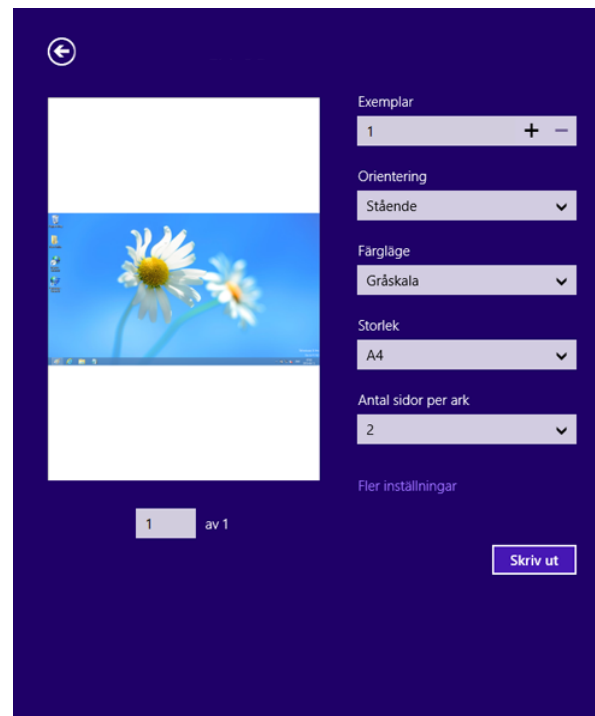 Exemplar
1
Orientering
Stående
Färgläge
Gråskala
Storlek
A4
Antal sidor per ark
2
Fler inställningar
1 av 1
Skriv ut